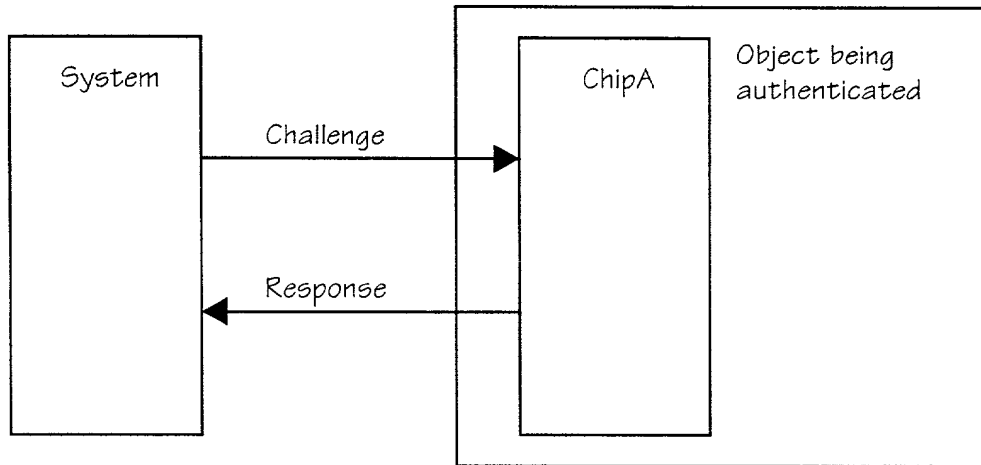 System
ChipA
Object being
authenticated
Challenge
Response